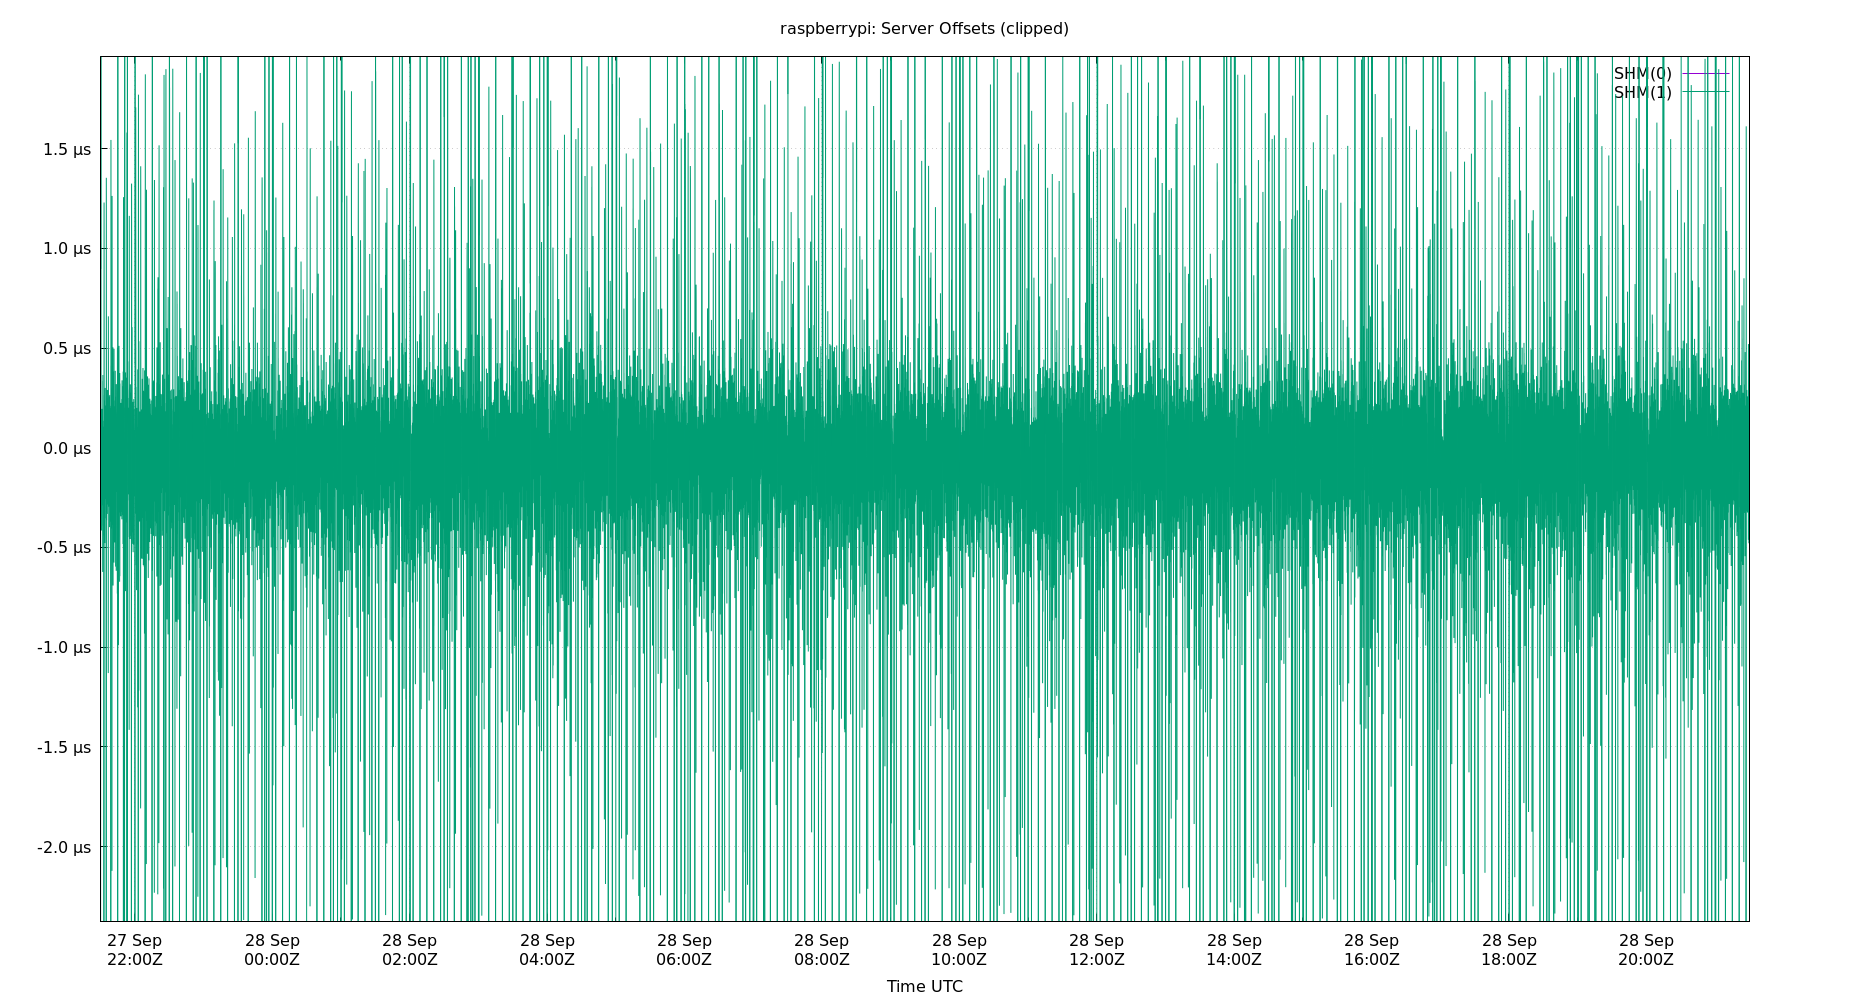 raspberrypi: Server Offsets (clipped)
SHM(0)
SHM(1)
1.5 µs
1.0 µs
0.5 µs
0.0 µs
-0.5 µs
-1.0 µs
-1.5 µs
-2.0 µs
27 Sep 28 Sep 28 Sep 28 Sep 28 Sep 28 Sep 28 Sep 28 Sep 28 Sep 28 Sep 28 Sep 28 Sep
22:00Z 00:00Z 02:00Z 04:00Z 06:00Z 08:00Z 10:00Z 12:00Z 14:00Z 16:00Z 18:00Z 20:00Z
Time UTC